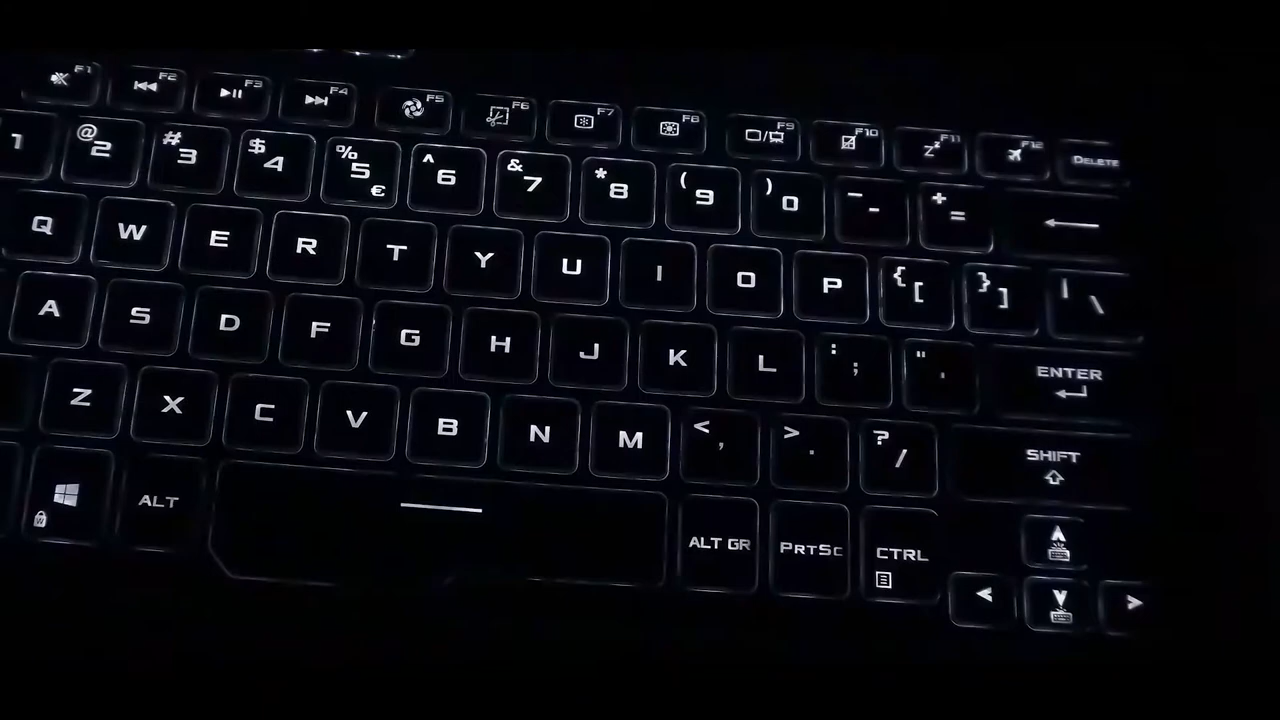 F1 F2 F3 F4 F5 F6 F7 F8 F9 F10 F11 F12 DELETE
1 @ 2 # 3 $ 4 % 5 € ^ 6 & 7 * 8 ( 9 ) 0 - - + =
Q W E R T Y U I O P { [ } ] | \
A S D F G H J K L : ; " ' ENTER
Z X C V B N M < , > . ? / SHIFT
ALT ALT GR PRTSC CTRL